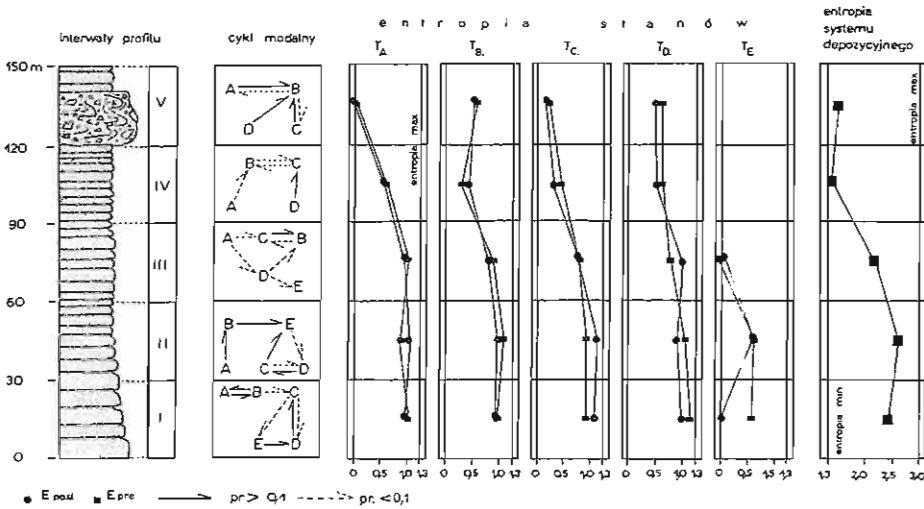 entropia stanów
entropia
systemu
depozycyjnego
interwały profilu
cykl modalny
T_A
T_B.
T_C.
T_D.
T_E
150 m
V
A B
D C
entropia max
entropia max
120
IV
B C
A D
90
III
A C B
D
E
60
II
B E
A C D
30
I
A B C
E D
entropia min
0
0 0,5 1,0 1,3
0 0,5 1,0 1,3
0 0,5 1,0 1,3
0 0,5 1,0 1,3
0 0,5 1,0 1,3
2,0 2,5 3,0
E post E pre pr > 0,1 pr. < 0,1